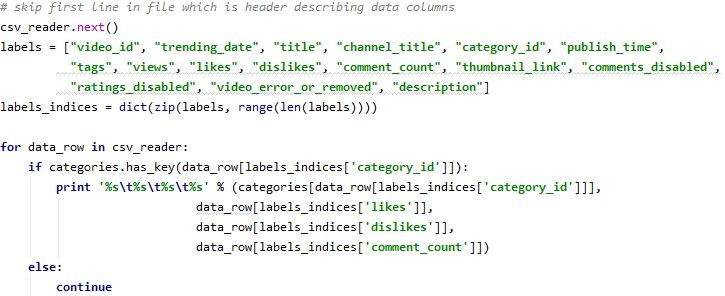 # skip first line in file which is header describing data columns
csv_reader.next()
labels = ["video_id", "trending_date", "title", "channel_title", "category_id", "publish_time",
"tags", "views", "likes", "dislikes", "comment_count", "thumbnail_link", "comments_disabled",
"ratings_disabled", "video_error_or_removed", "description"]
labels_indices = dict(zip(labels, range(len(labels))))
for data_row in csv_reader:
if categories.has_key(data_row[labels_indices['category_id']]):
print '%s\t%s\t%s\t%s' % (categories[data_row[labels_indices['category_id']]],
data_row[labels_indices['likes']],
data_row[labels_indices['dislikes']],
data_row[labels_indices['comment_count']])
else:
continue